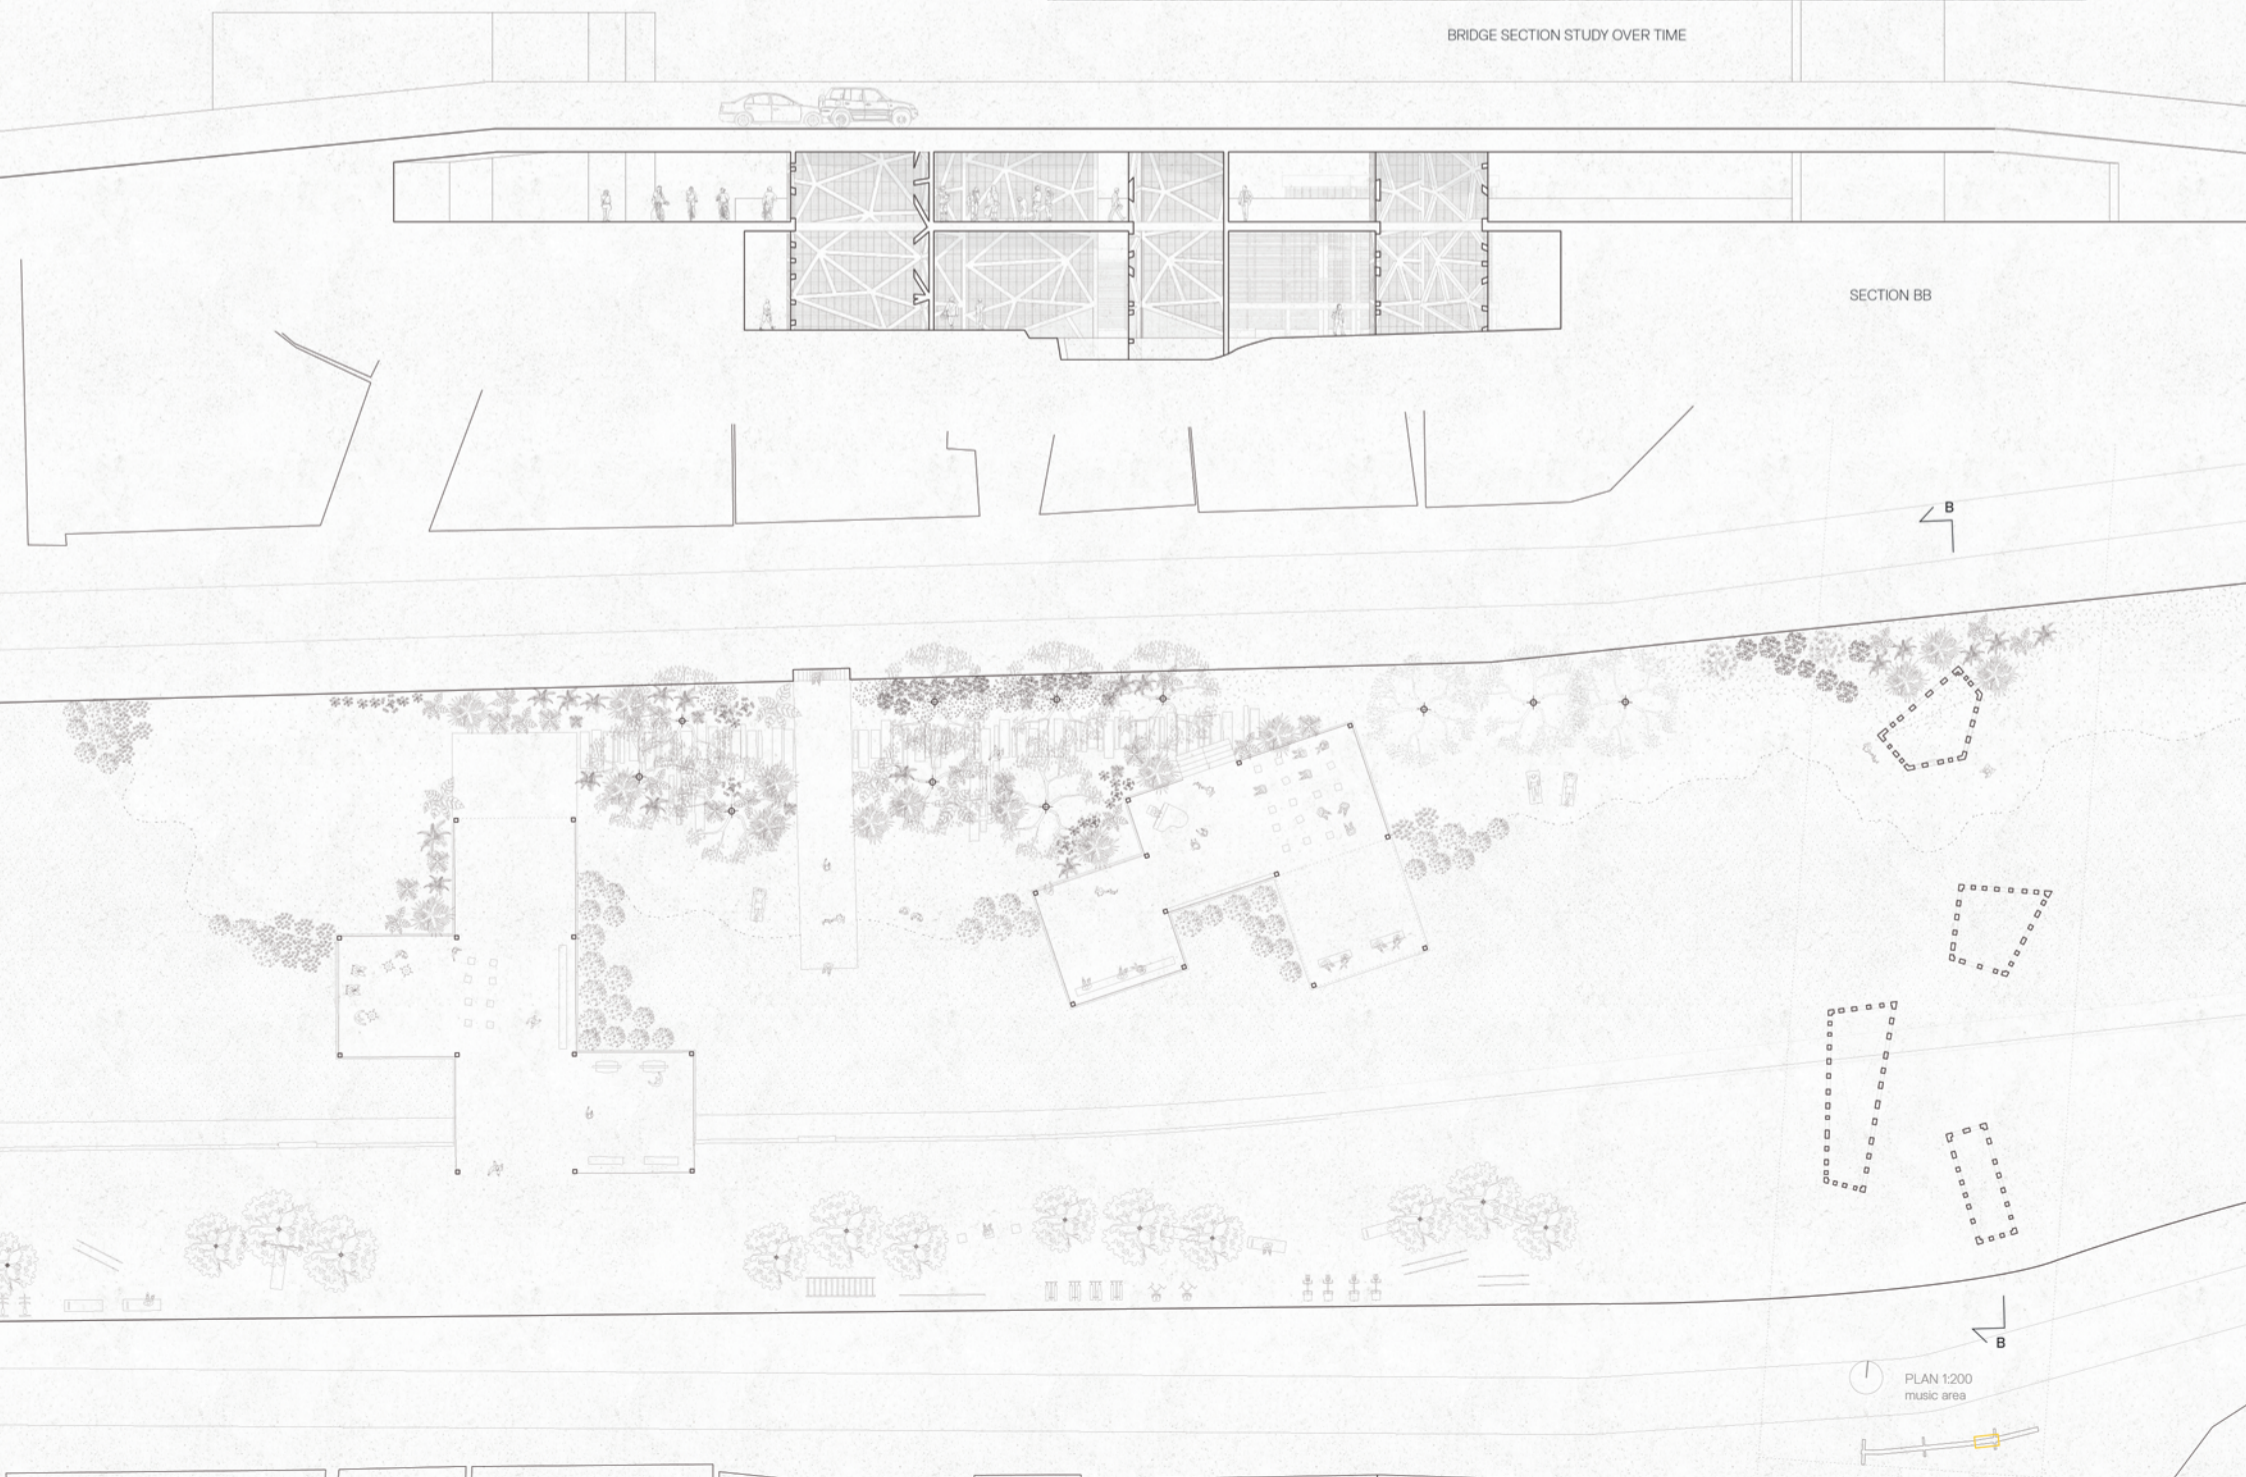 BRIDGE SECTION STUDY OVER TIME
SECTION BB
B
B
PLAN 1:200
music area